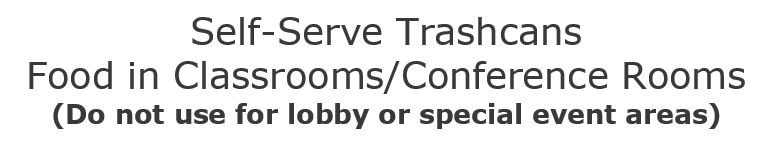 Self-Serve Trashcans
Food in Classrooms/Conference Rooms
(Do not use for lobby or special event areas)